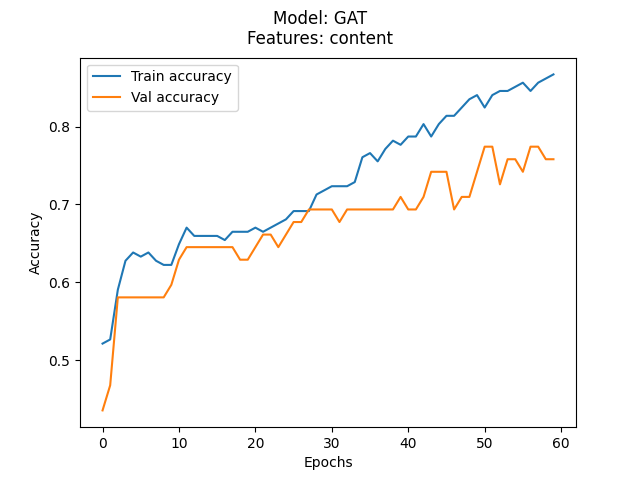 Model: GAT
Features: content
Train accuracy
Val accuracy
Accuracy
0.8
0.7
0.6
0.5
0 10 20 30 40 50 60
Epochs